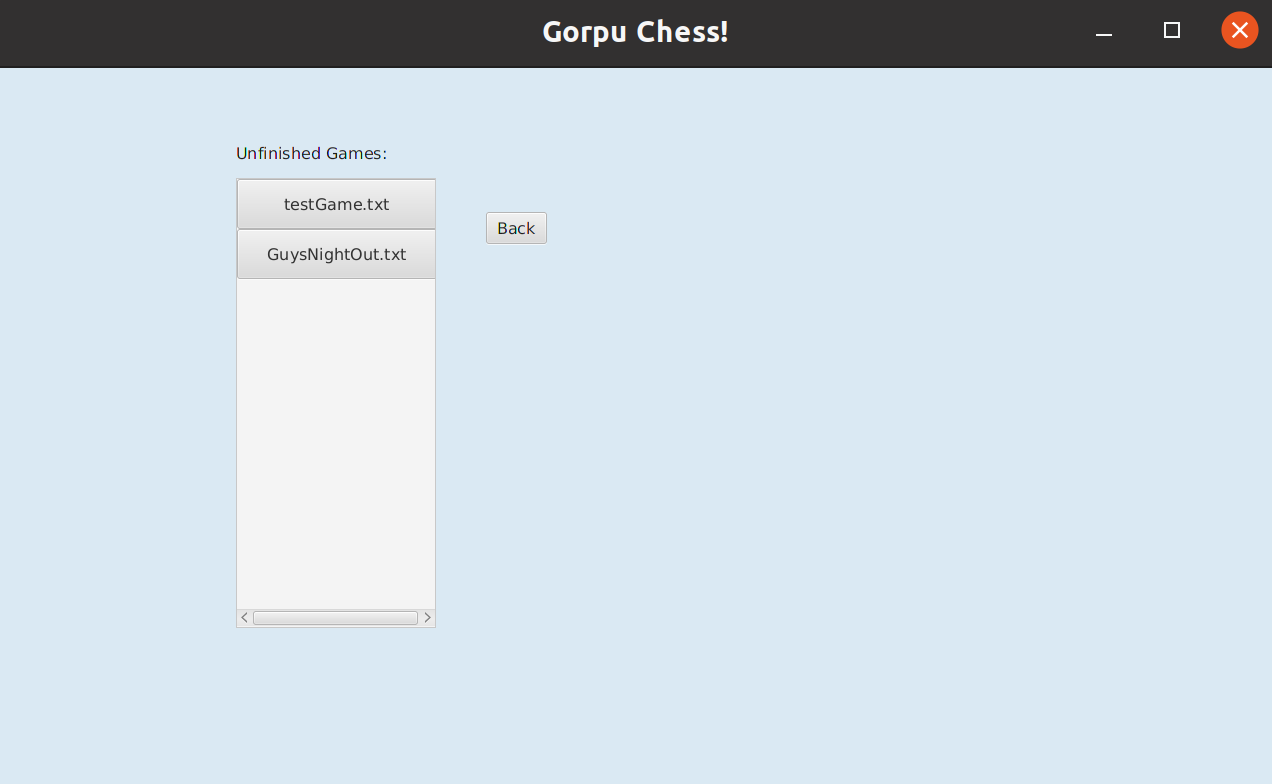 Gorpu Chess!
Unfinished Games:
testGame.txt
Back
GuysNightOut.txt